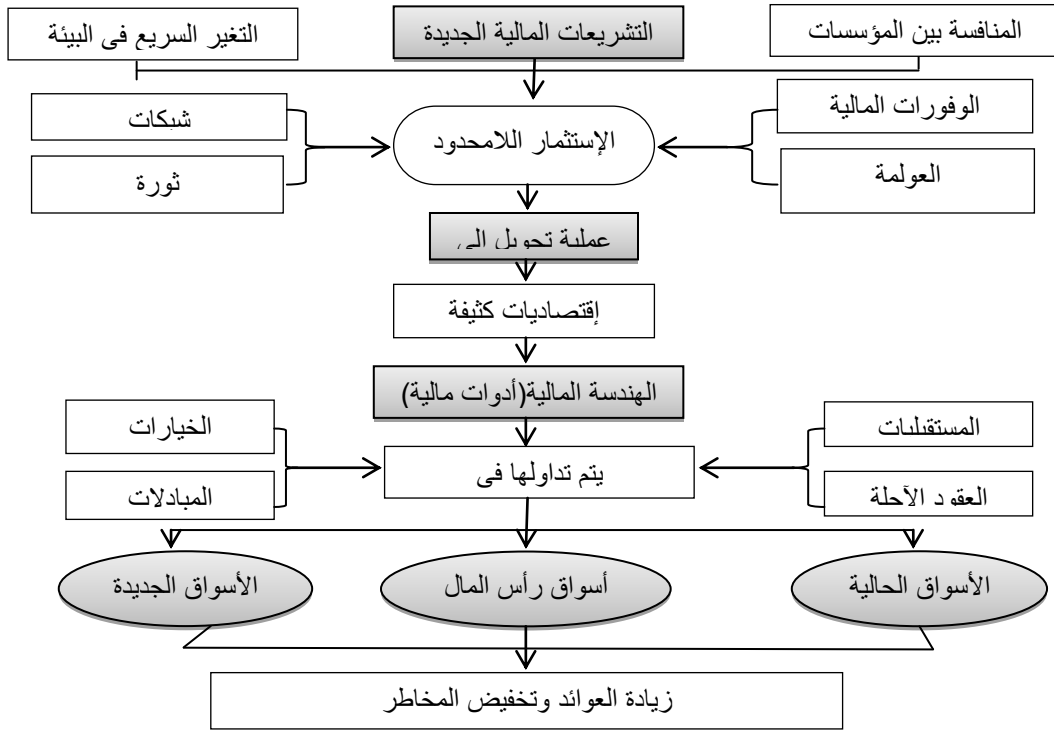 المنافسة بين المؤسسات
التشريعات المالية الجديدة
التغير السريع فى البيئة
الوفورات المالية
شبكات
الإستثمار اللامحدود
العولمة
ثورة
عملية تحويل الى
إقتصاديات كثيفة
الهندسة المالية(أدوات مالية)
المستقبليات
الخيارات
يتم تداولها فى
العقود الآجلة
المبادلات
الأسواق الحالية
أسواق رأس المال
الأسواق الجديدة
زيادة العوائد وتخفيض المخاطر